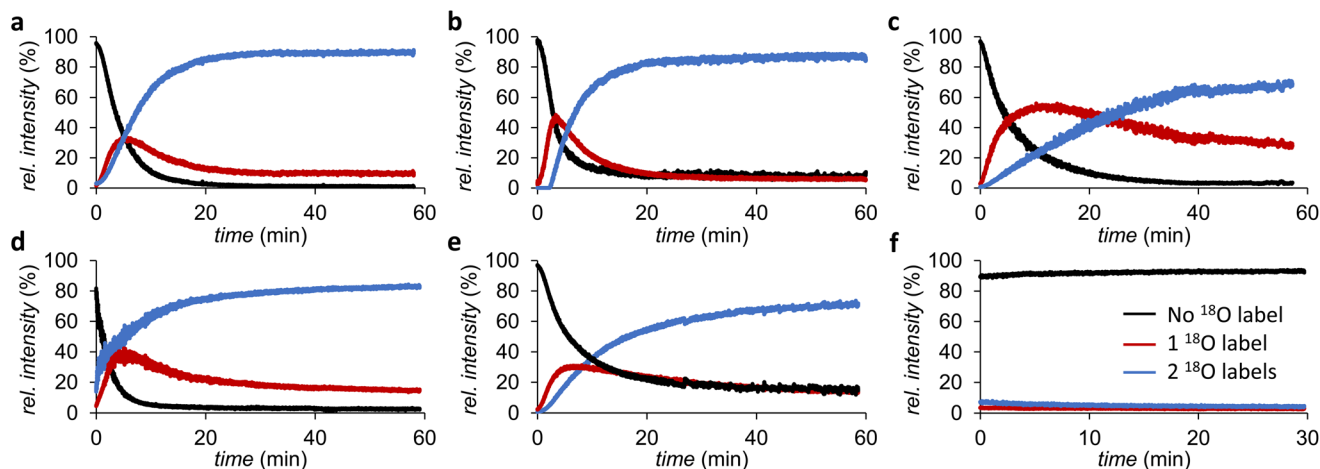 a
rel. intensity (%)
100
80
60
40
20
0
0 20 40 60
time (min)
b
rel. intensity (%)
100
80
60
40
20
0
0 20 40 60
time (min)
c
rel. intensity (%)
100
80
60
40
20
0
0 20 40 60
time (min)
d
rel. intensity (%)
100
80
60
40
20
0
0 20 40 60
time (min)
e
rel. intensity (%)
100
80
60
40
20
0
0 20 40 60
time (min)
f
rel. intensity (%)
100
80
60
40
20
0
0 10 20 30
time (min)
No ¹⁸O label
1 ¹⁸O label
2 ¹⁸O labels